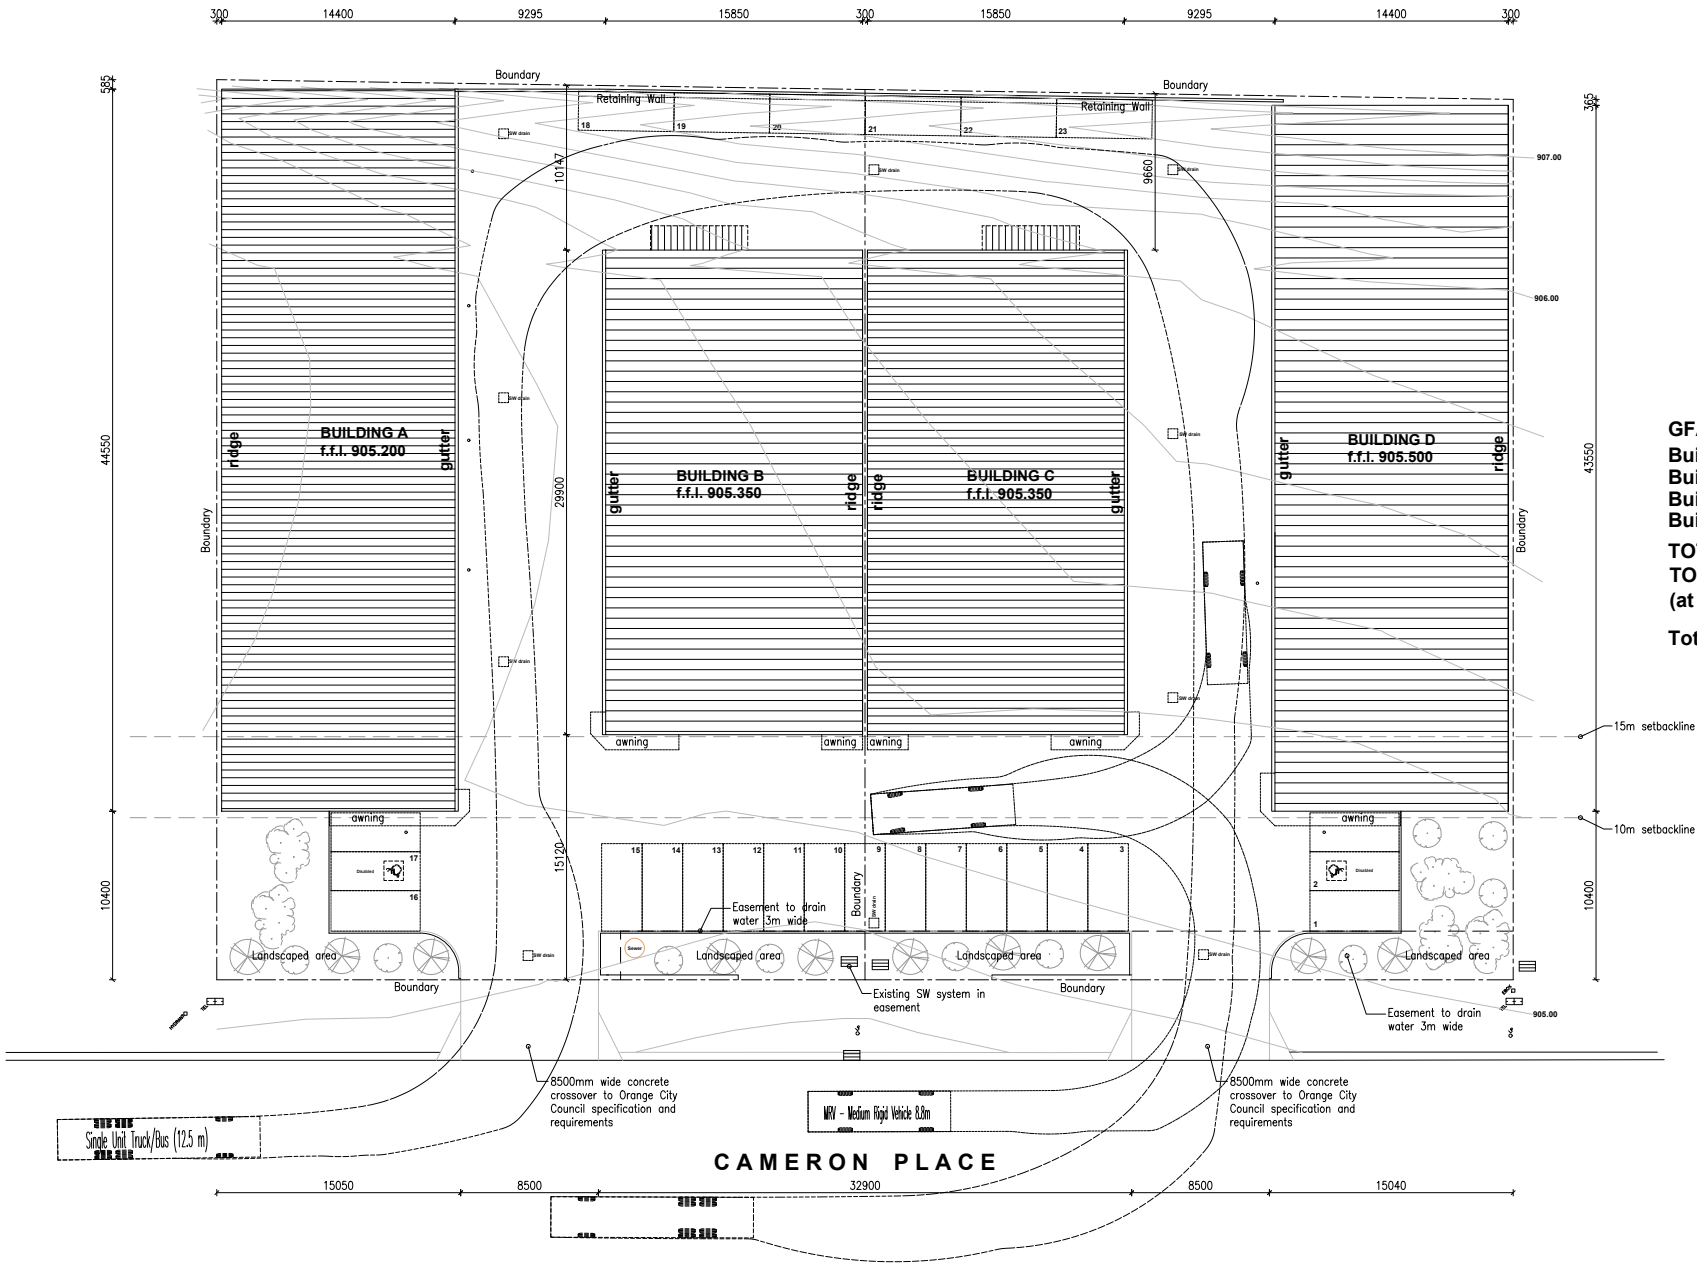 300 14400 9295 15850 300 15850 9295 14400 300
585
Boundary
Boundary
365
Retaining Wall
Retaining Wall
18 19 20 21 22 23
SW drain
SW drain
SW drain
10147
9660
907.00
906.00
44550
29900
43550
ridge
BUILDING A
f.f.l. 905.200
gutter
gutter
BUILDING B
f.f.l. 905.350
ridge
ridge
BUILDING C
f.f.l. 905.350
gutter
gutter
BUILDING D
f.f.l. 905.500
ridge
Boundary
Boundary
SW drain
SW drain
SW drain
SW drain
GF
Bui
Bui
Bui
Bui
TO
TO
(at
Tot
15m setbackline
awning
awning
awning
awning
awning
awning
10m setbackline
15120
10400
10400
17
Disabled
16
15 14 13 12 11 10 9 8 7 6 5 4 3
Disabled
2
1
Boundary
SW drain
Easement to drain
water 3m wide
Sewer
SW drain
SW drain
Landscaped area
Landscaped area
Landscaped area
Landscaped area
Boundary
Boundary
Existing SW system in
easement
HYDRANT
TEL
Easement to drain
water 3m wide
905.00
8500mm wide concrete
crossover to Orange City
Council specification and
requirements
8500mm wide concrete
crossover to Orange City
Council specification and
requirements
Single Unit Truck/Bus (12.5 m)
MRV - Medium Rigid Vehicle 8.8m
CAMERON PLACE
15050 8500 32900 8500 15040